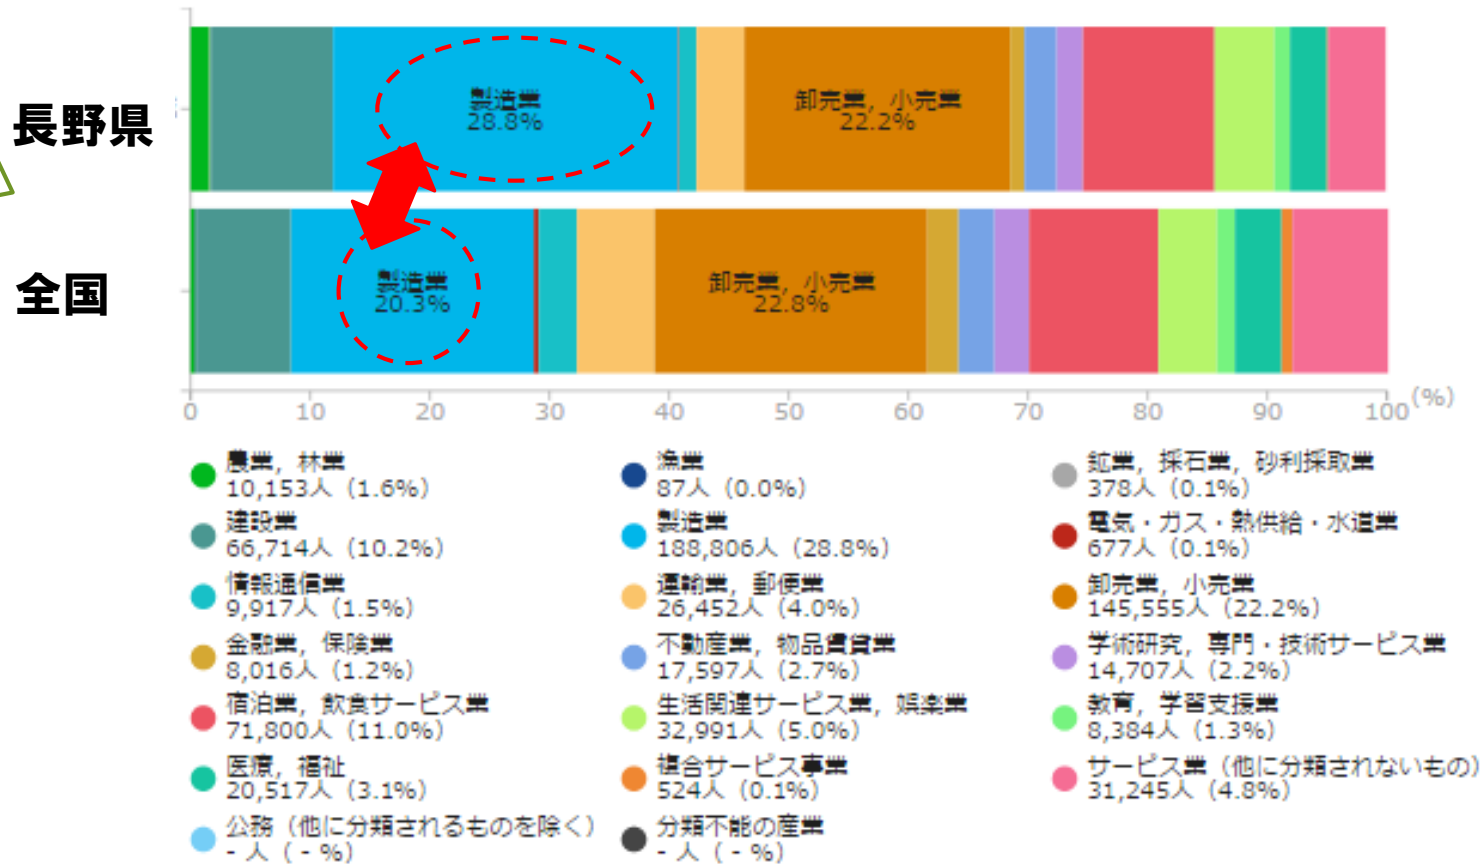 長野県
製造業
28.8%
卸売業, 小売業
22.2%
全国
製造業
20.3%
卸売業, 小売業
22.8%
0 10 20 30 40 50 60 70 80 90 100 (%)
農業, 林業
10,153人 (1.6%)
漁業
87人 (0.0%)
鉱業, 採石業, 砂利採取業
378人 (0.1%)
建設業
66,714人 (10.2%)
製造業
188,806人 (28.8%)
電気・ガス・熱供給・水道業
677人 (0.1%)
情報通信業
9,917人 (1.5%)
運輸業, 郵便業
26,452人 (4.0%)
卸売業, 小売業
145,555人 (22.2%)
金融業, 保険業
8,016人 (1.2%)
不動産業, 物品賃貸業
17,597人 (2.7%)
学術研究, 専門・技術サービス業
14,707人 (2.2%)
宿泊業, 飲食サービス業
71,800人 (11.0%)
生活関連サービス業, 娯楽業
32,991人 (5.0%)
教育, 学習支援業
8,384人 (1.3%)
医療, 福祉
20,517人 (3.1%)
複合サービス事業
524人 (0.1%)
サービス業 (他に分類されないもの)
31,245人 (4.8%)
公務 (他に分類されるものを除く)
- 人 ( - %)
分類不能の産業
- 人 ( - %)